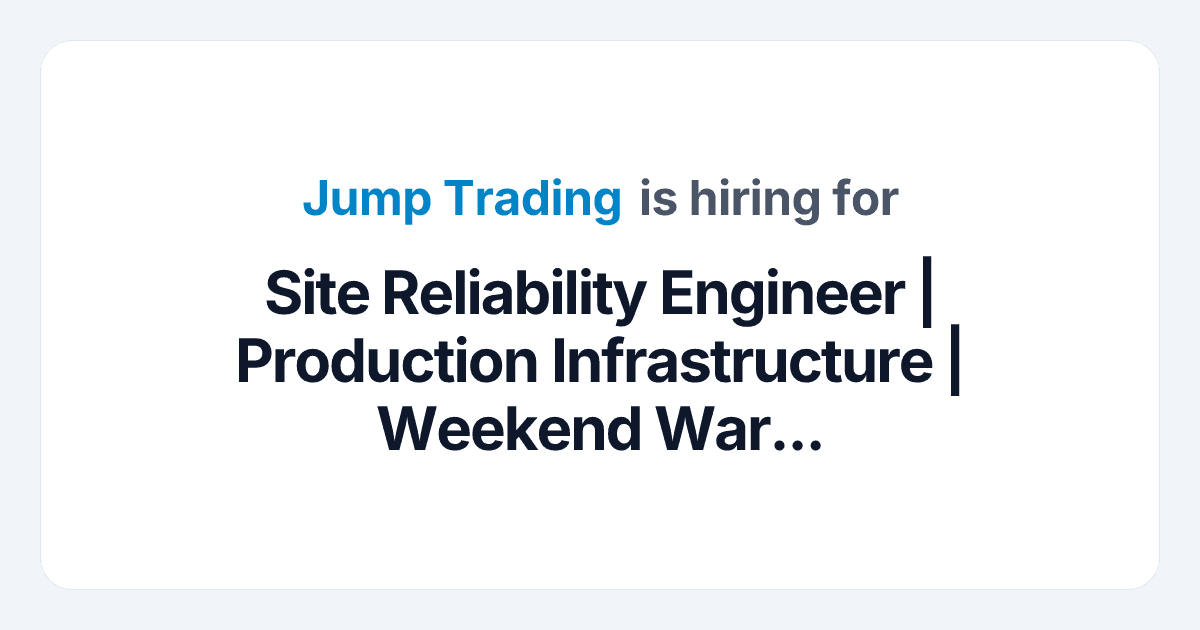 Jump Trading is hiring for
Site Reliability Engineer |
Production Infrastructure |
Weekend War...